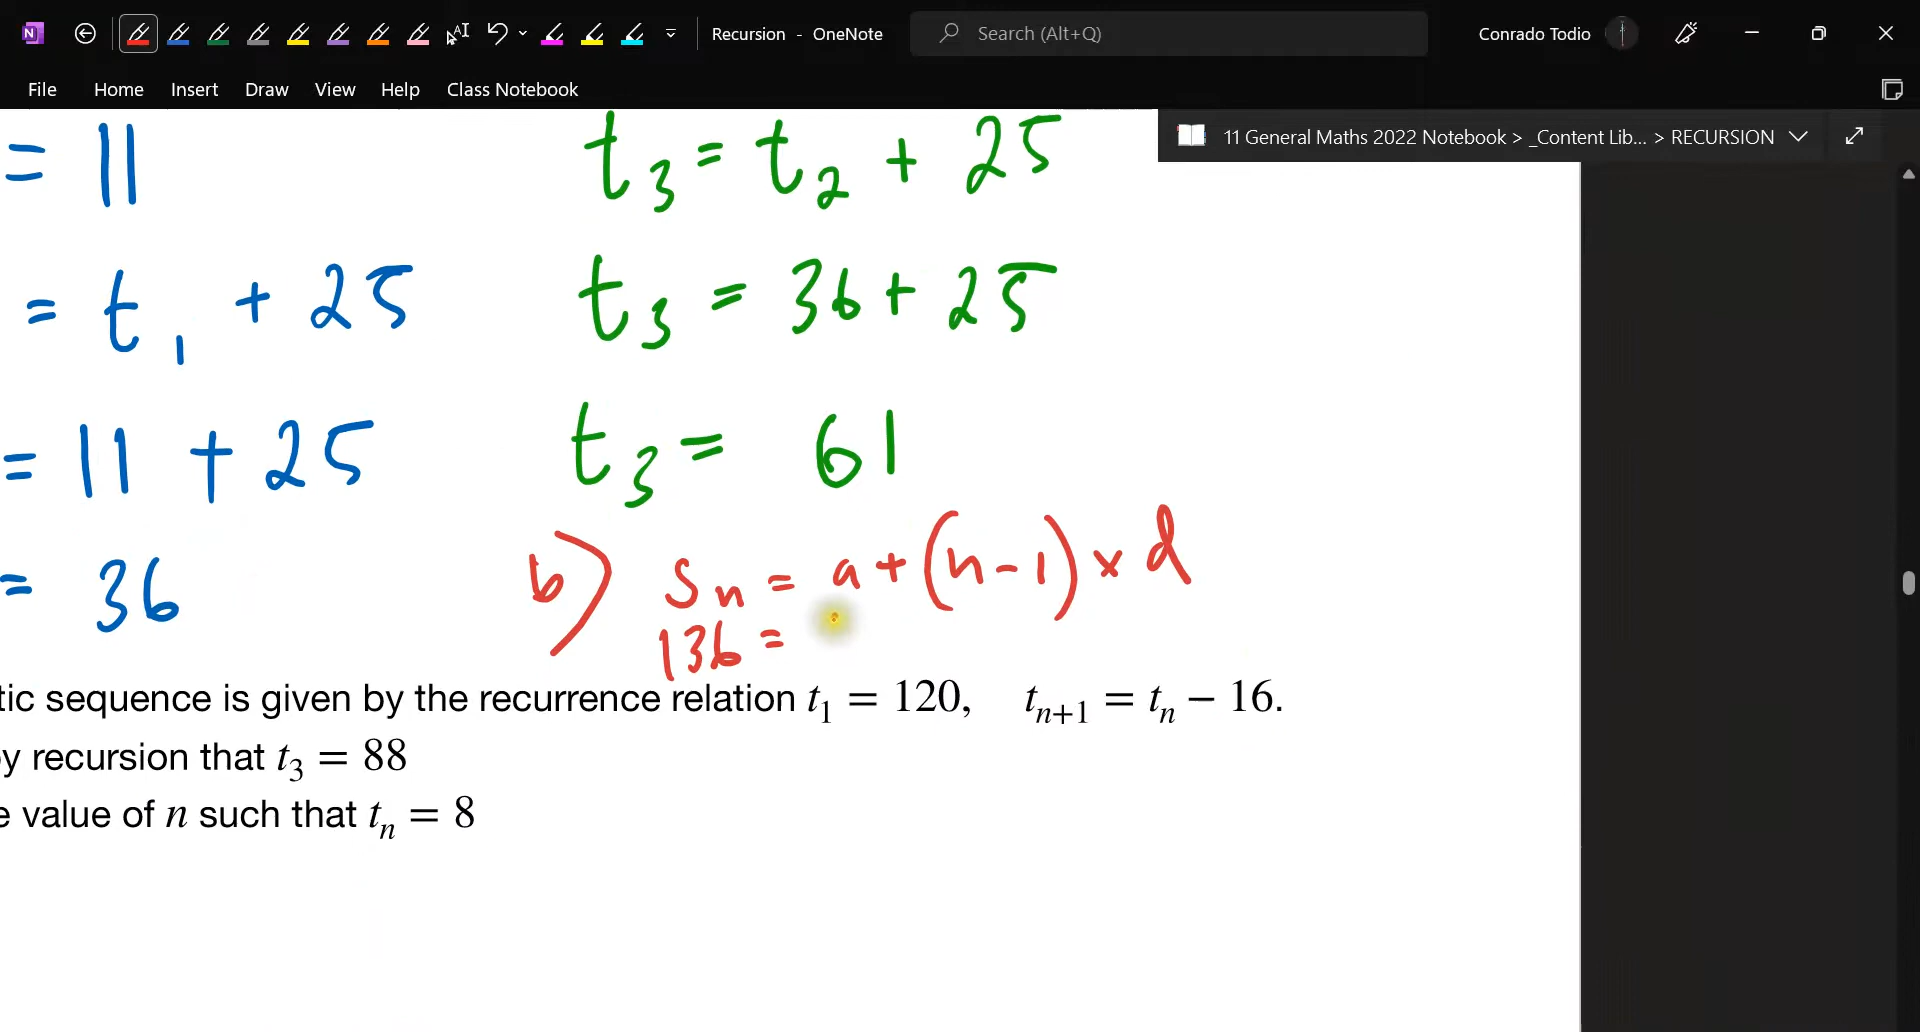 Recursion - OneNote
Search (Alt+Q)
Conrado Todio
File Home Insert Draw View Help Class Notebook
11 General Maths 2022 Notebook > _Content Lib... > RECURSION
= 11
= t₁ + 25
= 11 + 25
= 36
t₃ = t₂ + 25
t₃ = 36 + 25
t₃ = 61
b) Sn = a + (n - 1) × d
136 =
tic sequence is given by the recurrence relation t₁ = 120, tₙ₊₁ = tₙ − 16.
y recursion that t₃ = 88
e value of n such that tₙ = 8